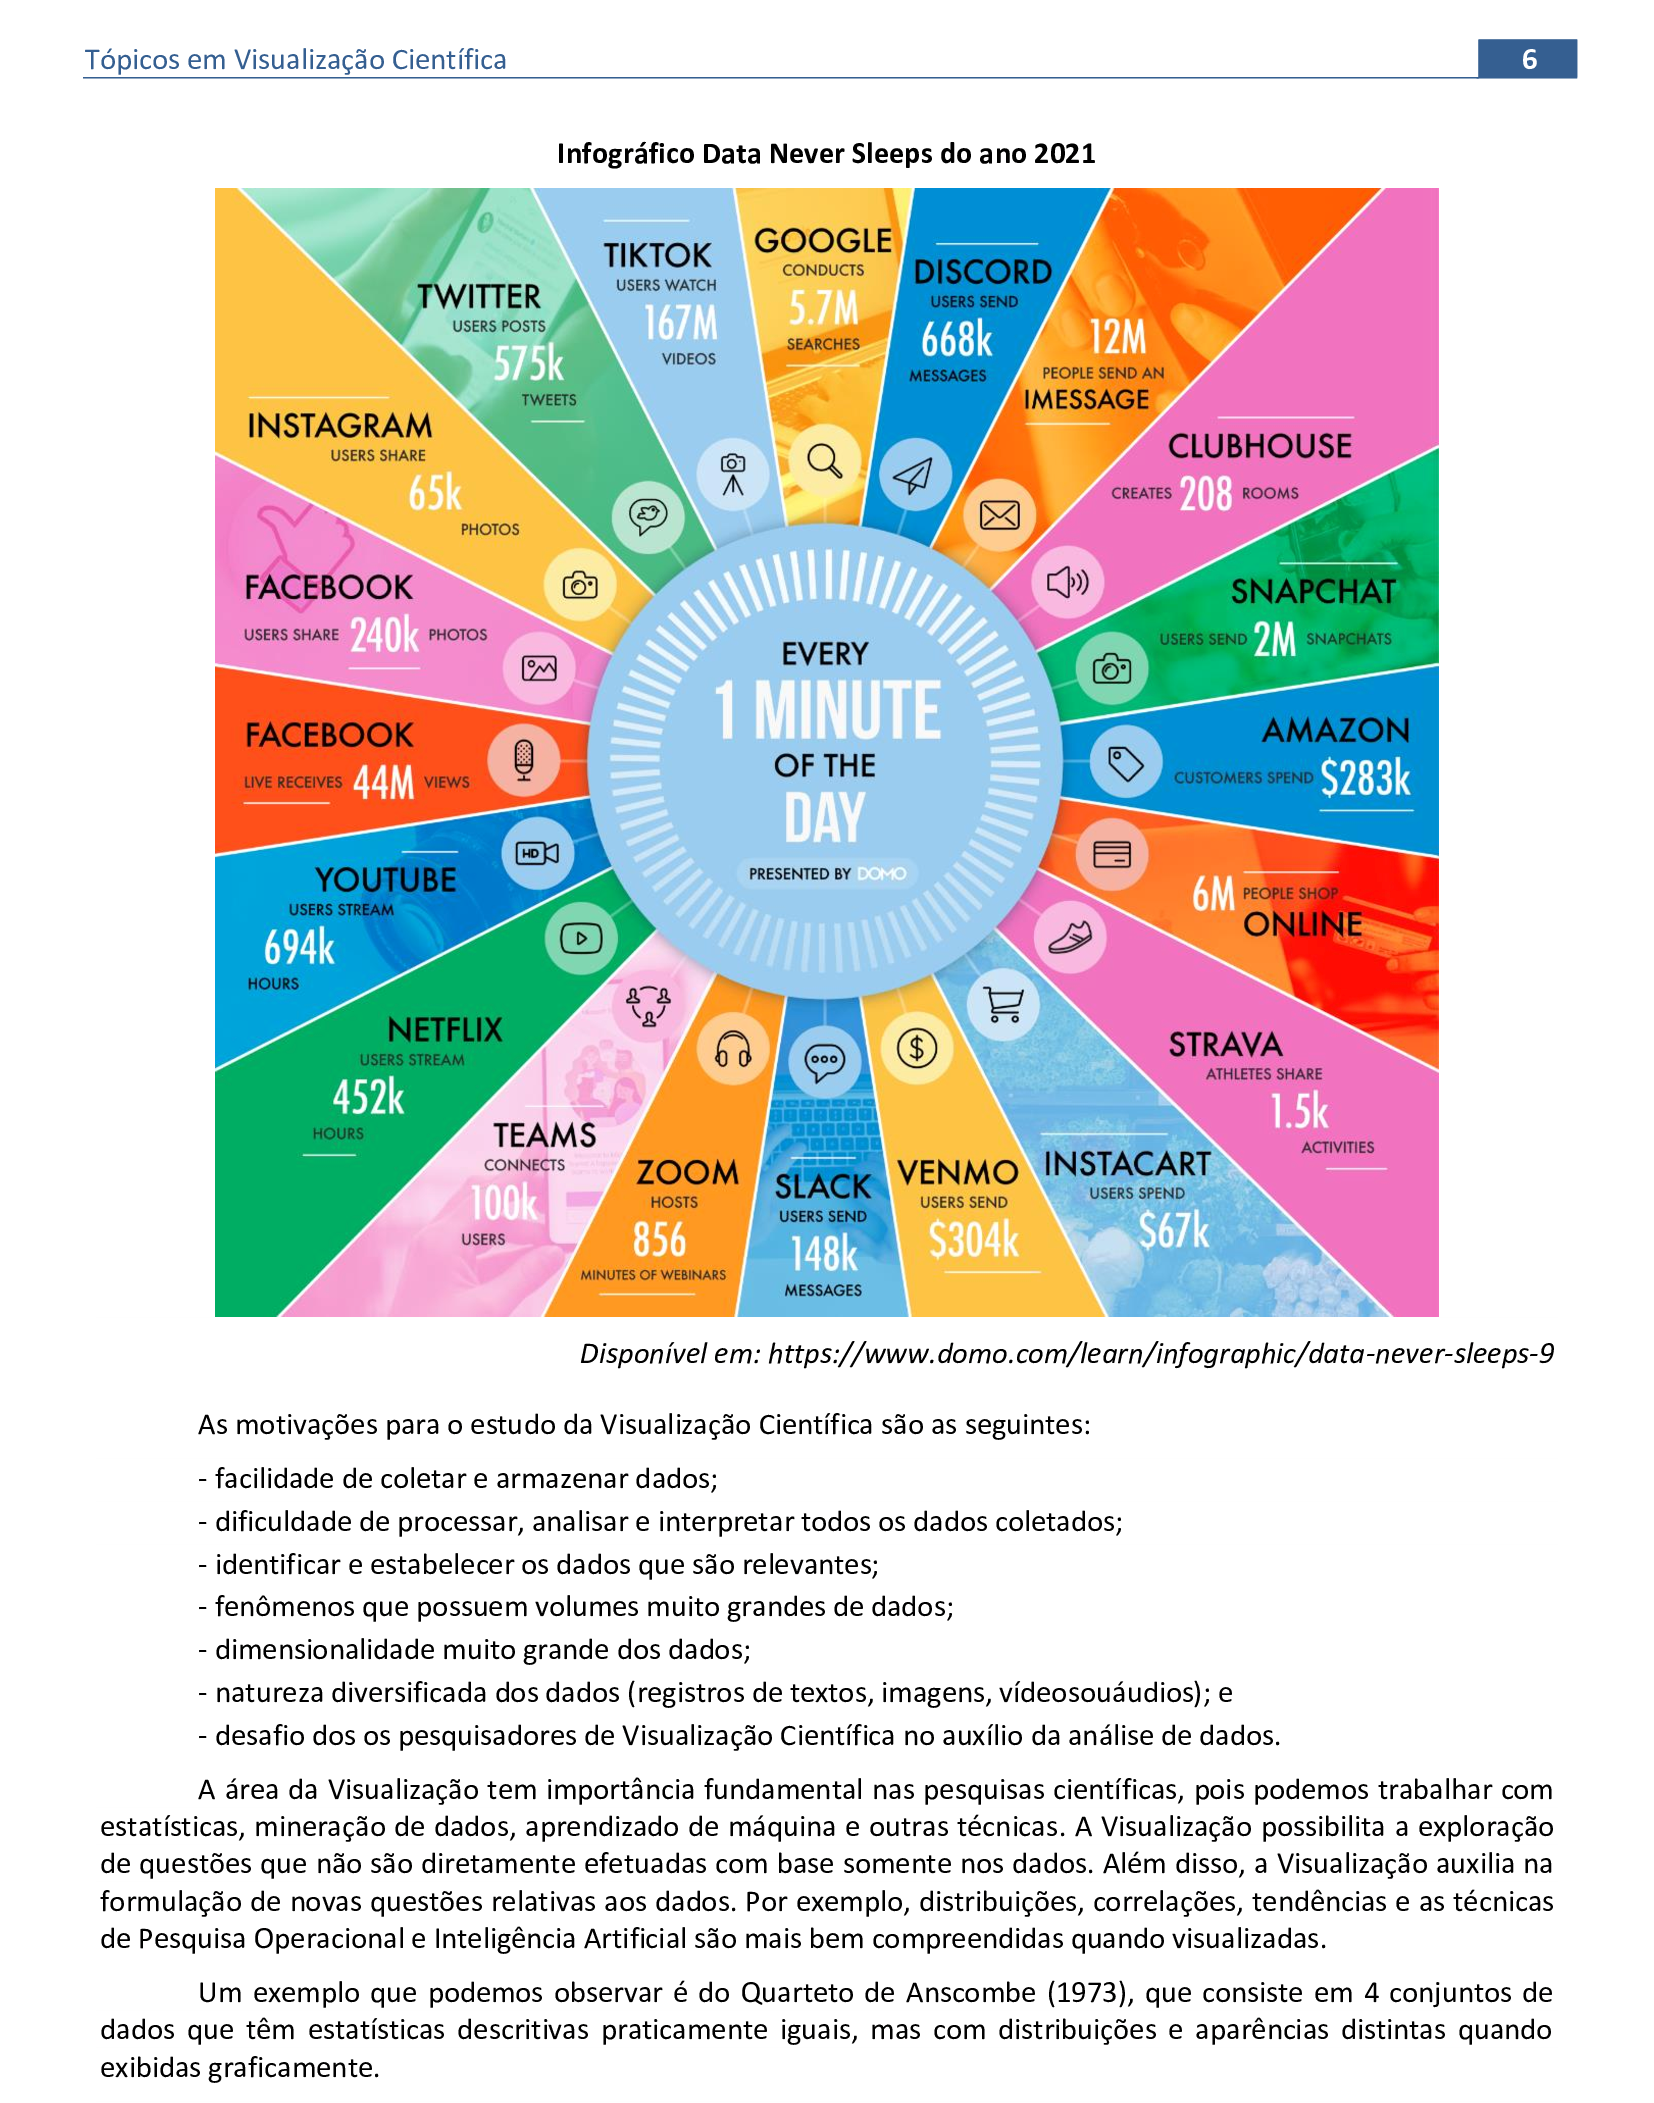 Tópicos em Visualização Científica
6
Infográfico Data Never Sleeps do ano 2021
GOOGLE
CONDUCTS
5.7M
SEARCHES
DISCORD
USERS SEND
668k
MESSAGES
12M
PEOPLE SEND AN
IMESSAGE
CLUBHOUSE
CREATES 208 ROOMS
SNAPCHAT
USERS SEND 2M SNAPCHATS
AMAZON
CUSTOMERS SPEND $283k
6M PEOPLE SHOP
ONLINE
STRAVA
ATHLETES SHARE
1.5k
ACTIVITIES
INSTACART
USERS SPEND
$67k
VENMO
USERS SEND
$304k
SLACK
USERS SEND
148k
MESSAGES
ZOOM
HOSTS
856
MINUTES OF WEBINARS
TEAMS
CONNECTS
100k
USERS
NETFLIX
USERS STREAM
452k
HOURS
YOUTUBE
USERS STREAM
694k
HOURS
HD
FACEBOOK
LIVE RECEIVES 44M VIEWS
FACEBOOK
USERS SHARE 240k PHOTOS
INSTAGRAM
USERS SHARE
65k
PHOTOS
TWITTER
USERS POSTS
575k
TWEETS
TIKTOK
USERS WATCH
167M
VIDEOS
EVERY
1 MINUTE
OF THE
DAY
PRESENTED BY DOMO
Disponível em: https://www.domo.com/learn/infographic/data-never-sleeps-9
As motivações para o estudo da Visualização Científica são as seguintes:
- facilidade de coletar e armazenar dados;
- dificuldade de processar, analisar e interpretar todos os dados coletados;
- identificar e estabelecer os dados que são relevantes;
- fenômenos que possuem volumes muito grandes de dados;
- dimensionalidade muito grande dos dados;
- natureza diversificada dos dados (registros de textos, imagens, vídeosouáudios); e
- desafio dos os pesquisadores de Visualização Científica no auxílio da análise de dados.
A área da Visualização tem importância fundamental nas pesquisas científicas, pois podemos trabalhar com
estatísticas, mineração de dados, aprendizado de máquina e outras técnicas. A Visualização possibilita a exploração
de questões que não são diretamente efetuadas com base somente nos dados. Além disso, a Visualização auxilia na
formulação de novas questões relativas aos dados. Por exemplo, distribuições, correlações, tendências e as técnicas
de Pesquisa Operacional e Inteligência Artificial são mais bem compreendidas quando visualizadas.
Um exemplo que podemos observar é do Quarteto de Anscombe (1973), que consiste em 4 conjuntos de
dados que têm estatísticas descritivas praticamente iguais, mas com distribuições e aparências distintas quando
exibidas graficamente.